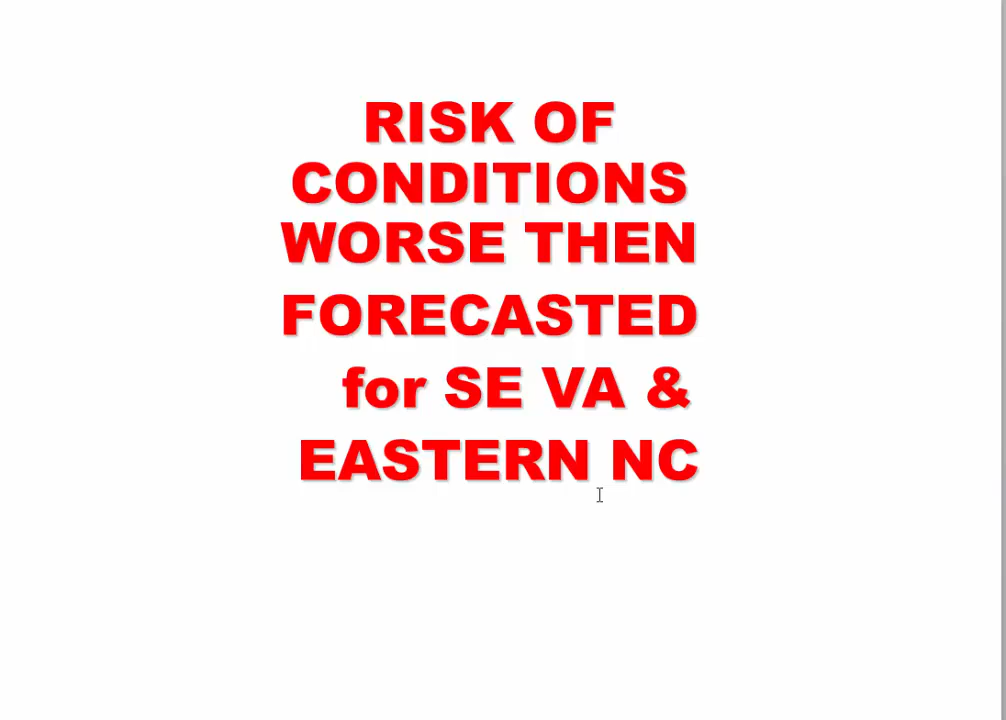 RISK OF
CONDITIONS
WORSE THEN
FORECASTED
for SE VA &
EASTERN NC